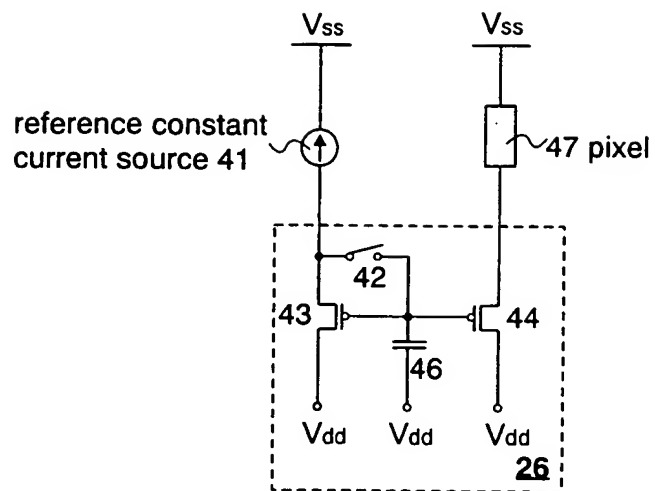 Vss
Vss
reference constant
current source 41
47 pixel
42
43
44
46
Vdd
Vdd
Vdd
26